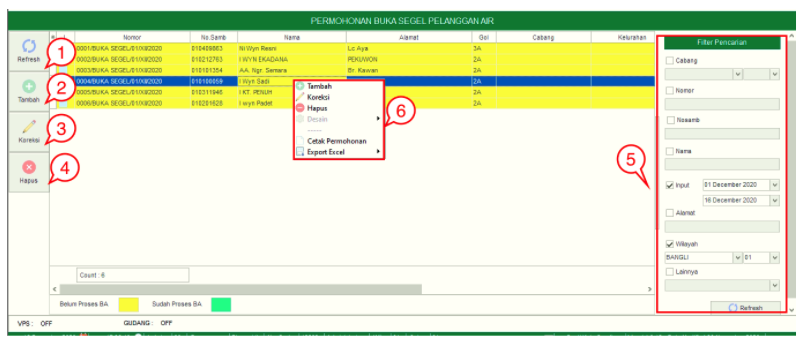 PERMOHONAN BUKA SEGEL PELANGGAN AIR
Nomor No.Samb Nama Alamat Gol Cabang Kelurahan
0001/BUKA SEGEL/01/XII/2020 010409083 Ni Wyn Resni Lc Aya 3A
0002/BUKA SEGEL/01/XII/2020 010212763 I WYN EKADANA PEKUWON 2A
0003/BUKA SEGEL/01/XII/2020 010101354 AA. Ngr. Semara Br. Kawan 2A
0004/BUKA SEGEL/01/XII/2020 010100059 I Wyn Sadi 2A
0005/BUKA SEGEL/01/XII/2020 010311946 I KT. PENUH 2A
0006/BUKA SEGEL/01/XII/2020 010201628 I wyn Padet 2A
Refresh
1
Tambah
2
Koreksi
3
Hapus
4
Tambah
Koreksi
Hapus
Desain
Cetak Permohonan
Export Excel
6
5
Filter Pencarian
Cabang
Nomor
Nosamb
Nama
Input 01 December 2020
16 December 2020
Alamat
Wilayah
BANGLI 01
Lainnya
Refresh
Count : 6
Belum Proses BA Sudah Proses BA
VPS : OFF GUDANG : OFF